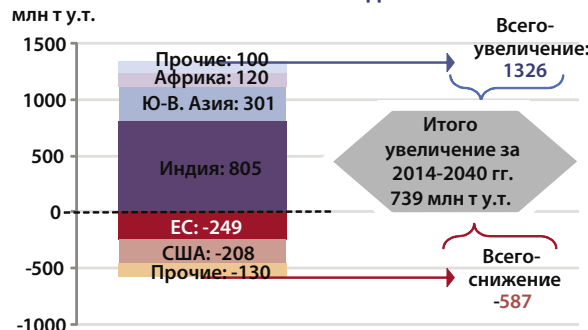 млн т у.т.
1500
1000
500
0
-500
-1000
Прочие: 100
Африка: 120
Ю-В. Азия: 301
Индия: 805
ЕС: -249
США: -208
Прочие: -130
Всего-
увеличение:
1326
Итого
увеличение за
2014-2040 гг.
739 млн т у.т.
Всего-
снижение
-587